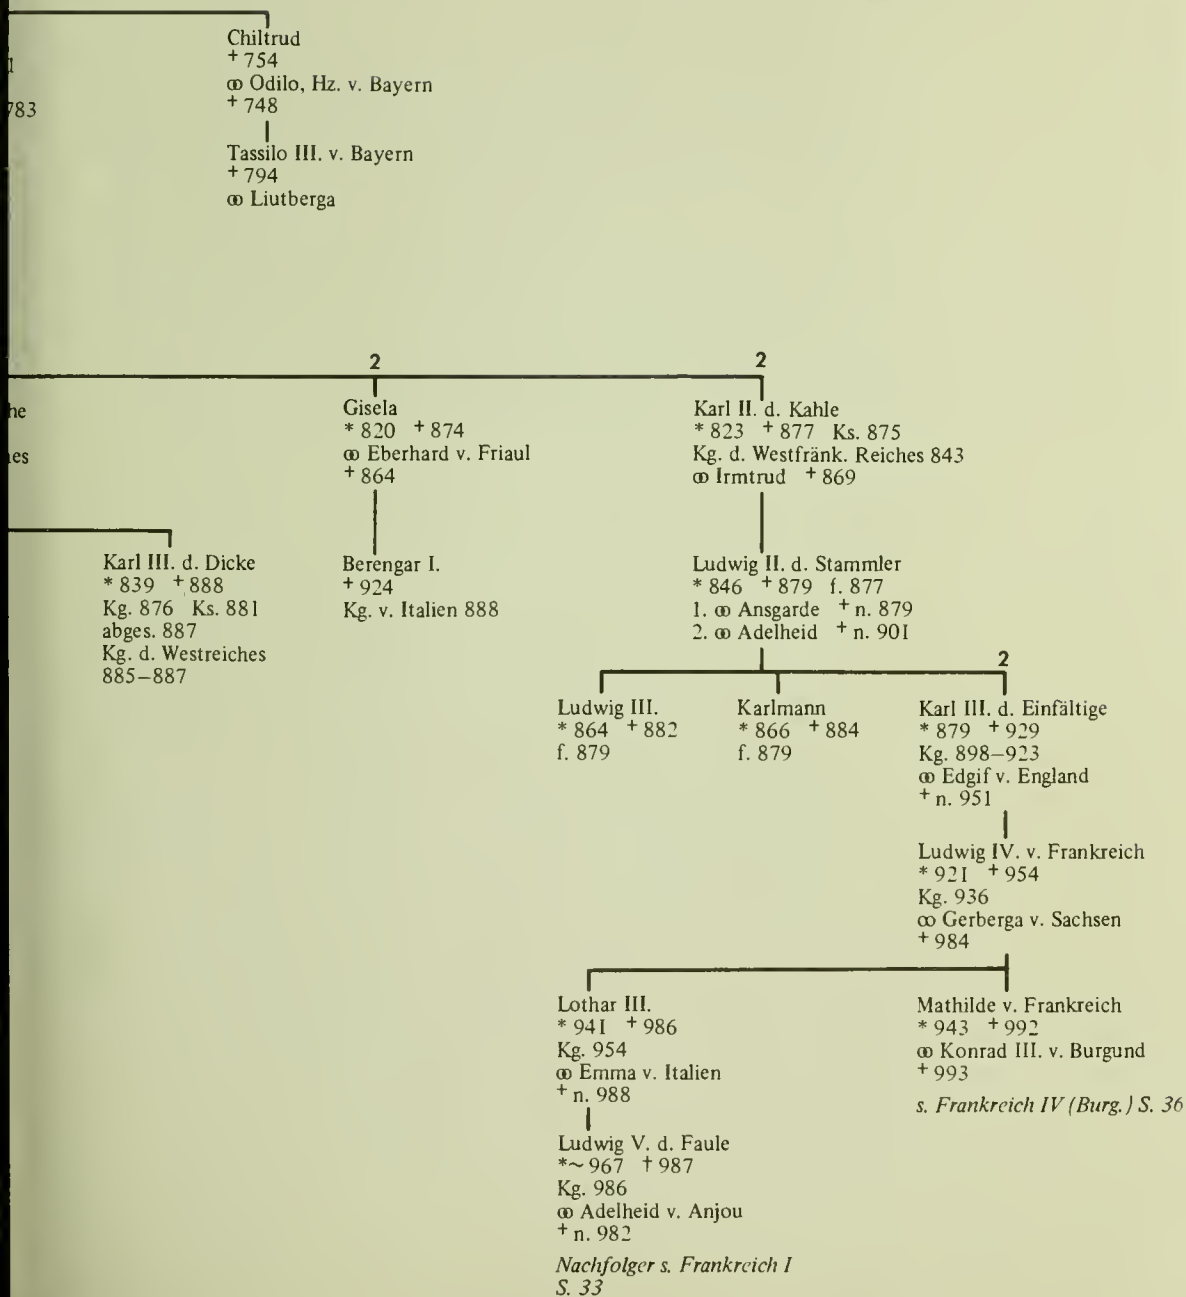 Chiltrud
+ 754
⚭ Odilo, Hz. v. Bayern
+ 748
783
Tassilo III. v. Bayern
+ 794
⚭ Liutberga
2
2
he
es
Gisela
* 820 + 874
⚭ Eberhard v. Friaul
+ 864
Karl II. d. Kahle
* 823 + 877 Ks. 875
Kg. d. Westfränk. Reiches 843
⚭ Irmtrud + 869
Karl III. d. Dicke
* 839 + 888
Kg. 876 Ks. 881
abges. 887
Kg. d. Westreiches
885–887
Berengar I.
+ 924
Kg. v. Italien 888
Ludwig II. d. Stammler
* 846 + 879 f. 877
1. ⚭ Ansgarde + n. 879
2. ⚭ Adelheid + n. 901
2
Ludwig III.
* 864 + 882
f. 879
Karlmann
* 866 + 884
f. 879
Karl III. d. Einfältige
* 879 + 929
Kg. 898–923
⚭ Edgif v. England
+ n. 951
Ludwig IV. v. Frankreich
* 921 + 954
Kg. 936
⚭ Gerberga v. Sachsen
+ 984
Lothar III.
* 941 + 986
Kg. 954
⚭ Emma v. Italien
+ n. 988
Mathilde v. Frankreich
* 943 + 992
⚭ Konrad III. v. Burgund
+ 993
s. Frankreich IV (Burg.) S. 36
Ludwig V. d. Faule
*~ 967 † 987
Kg. 986
⚭ Adelheid v. Anjou
+ n. 982
Nachfolger s. Frankreich I
S. 33